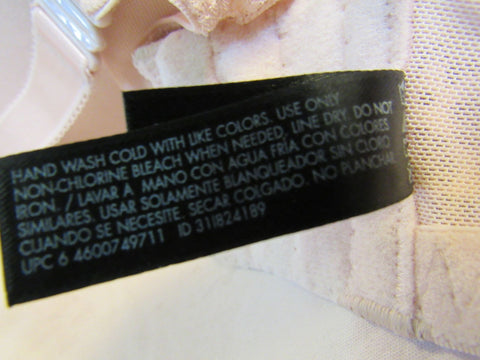 HAND WASH COLD WITH LIKE COLORS. USE ONLY
NON-CHLORINE BLEACH WHEN NEEDED, LINE DRY. DO NOT
IRON. / LAVAR A MANO CON AGUA FRÍA CON COLORES
SIMILARES. USAR SOLAMENTE BLANQUEADOR SIN CLORO
CUANDO SE NECESITE. SECAR COLGADO. NO PLANCHAR.
UPC 6 4600749711 ID 311824189